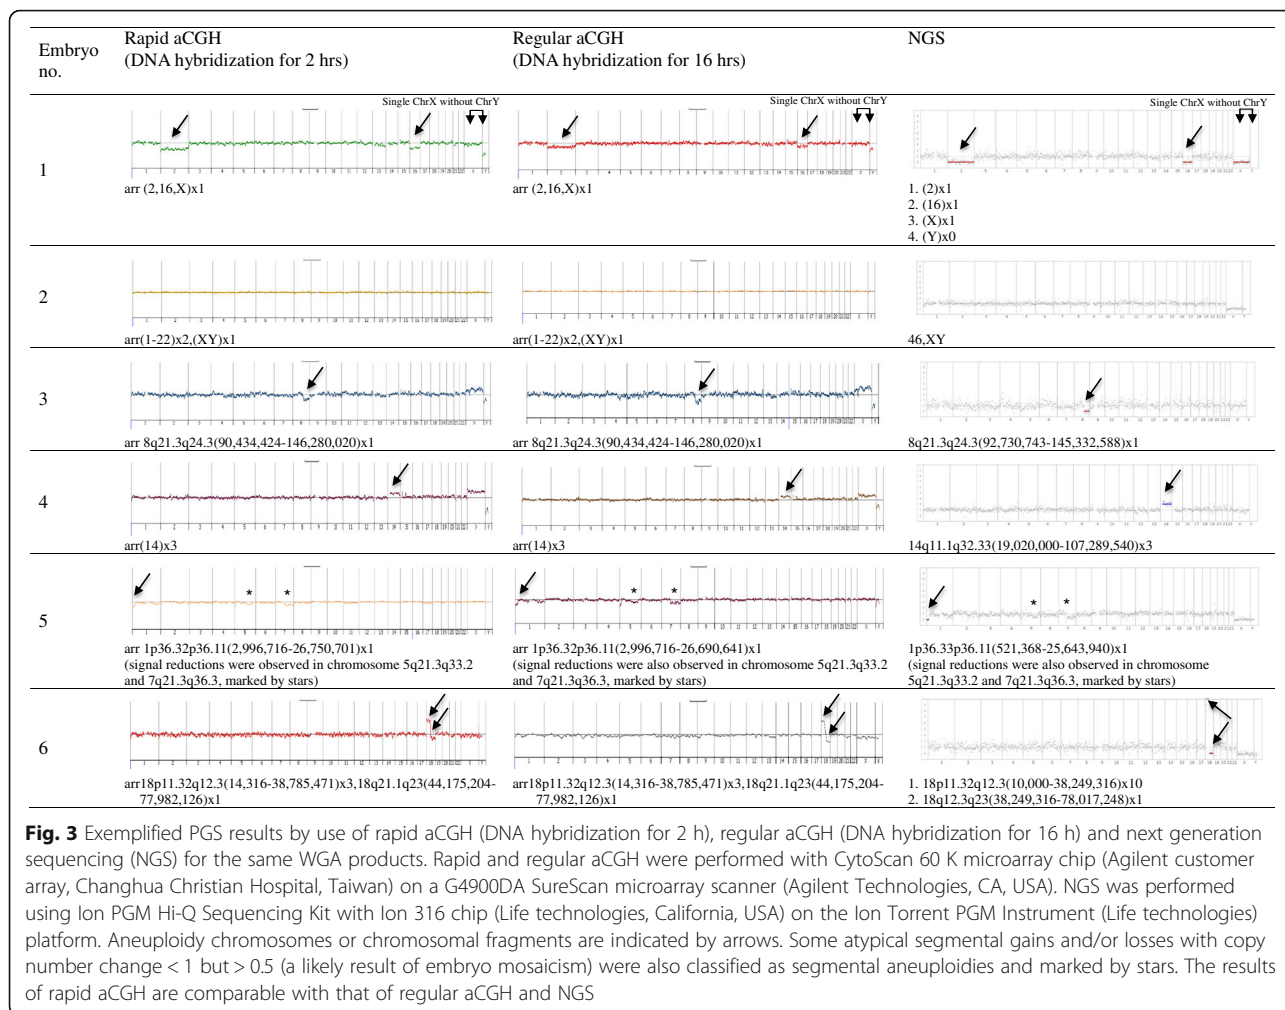 Embryo no.
Rapid aCGH
(DNA hybridization for 2 hrs)
Regular aCGH
(DNA hybridization for 16 hrs)
NGS
1
Single ChrX without ChrY
arr (2,16,X)x1
Single ChrX without ChrY
arr (2,16,X)x1
Single ChrX without ChrY
1. (2)x1
2. (16)x1
3. (X)x1
4. (Y)x0
2
arr(1-22)x2,(XY)x1
arr(1-22)x2,(XY)x1
46,XY
3
arr 8q21.3q24.3(90,434,424-146,280,020)x1
arr 8q21.3q24.3(90,434,424-146,280,020)x1
8q21.3q24.3(92,730,743-145,332,588)x1
4
arr(14)x3
arr(14)x3
14q11.1q32.33(19,020,000-107,289,540)x3
5
* *
arr 1p36.32p36.11(2,996,716-26,750,701)x1
(signal reductions were observed in chromosome 5q21.3q33.2
and 7q21.3q36.3, marked by stars)
* *
arr 1p36.32p36.11(2,996,716-26,690,641)x1
(signal reductions were also observed in chromosome 5q21.3q33.2
and 7q21.3q36.3, marked by stars)
* *
1p36.33p36.11(521,368-25,643,940)x1
(signal reductions were also observed in chromosome
5q21.3q33.2 and 7q21.3q36.3, marked by stars)
6
arr18p11.32q12.3(14,316-38,785,471)x3,18q21.1q23(44,175,204-
77,982,126)x1
arr18p11.32q12.3(14,316-38,785,471)x3,18q21.1q23(44,175,204-
77,982,126)x1
1. 18p11.32q12.3(10,000-38,249,316)x10
2. 18q12.3q23(38,249,316-78,017,248)x1
Fig. 3 Exemplified PGS results by use of rapid aCGH (DNA hybridization for 2 h), regular aCGH (DNA hybridization for 16 h) and next generation
sequencing (NGS) for the same WGA products. Rapid and regular aCGH were performed with CytoScan 60 K microarray chip (Agilent customer
array, Changhua Christian Hospital, Taiwan) on a G4900DA SureScan microarray scanner (Agilent Technologies, CA, USA). NGS was performed
using Ion PGM Hi-Q Sequencing Kit with Ion 316 chip (Life technologies, California, USA) on the Ion Torrent PGM Instrument (Life technologies)
platform. Aneuploidy chromosomes or chromosomal fragments are indicated by arrows. Some atypical segmental gains and/or losses with copy
number change < 1 but > 0.5 (a likely result of embryo mosaicism) were also classified as segmental aneuploidies and marked by stars. The results
of rapid aCGH are comparable with that of regular aCGH and NGS